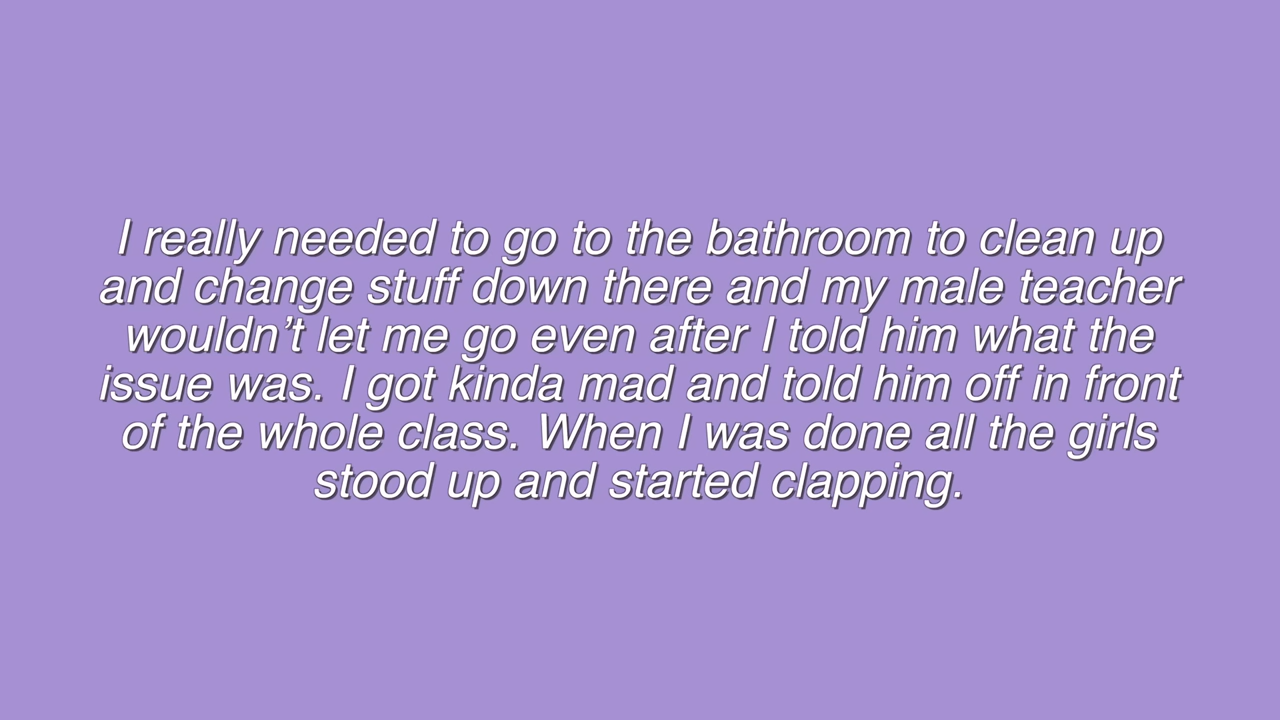 I really needed to go to the bathroom to clean up
and change stuff down there and my male teacher
wouldn’t let me go even after I told him what the
issue was. I got kinda mad and told him off in front
of the whole class. When I was done all the girls
stood up and started clapping.